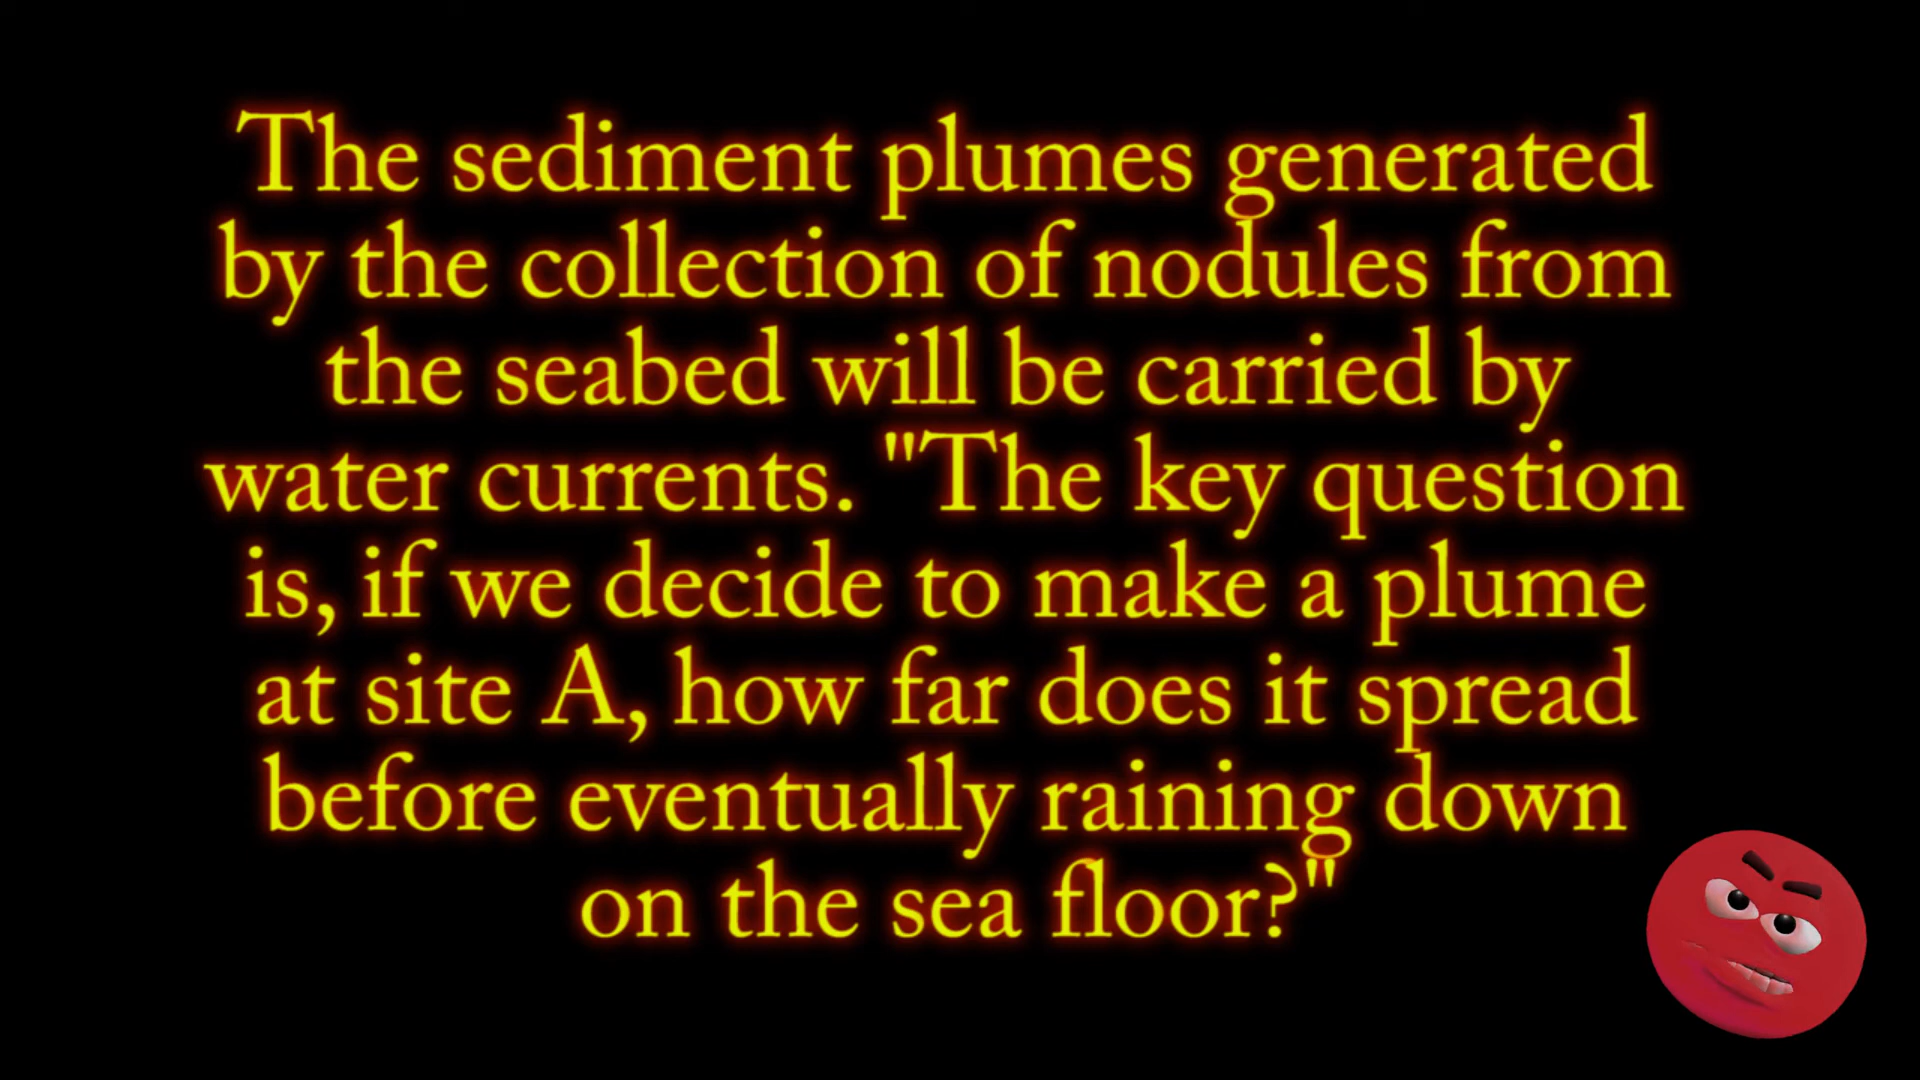 The sediment plumes generated
by the collection of nodules from
the seabed will be carried by
water currents. "The key question
is, if we decide to make a plume
at site A, how far does it spread
before eventually raining down
on the sea floor?"